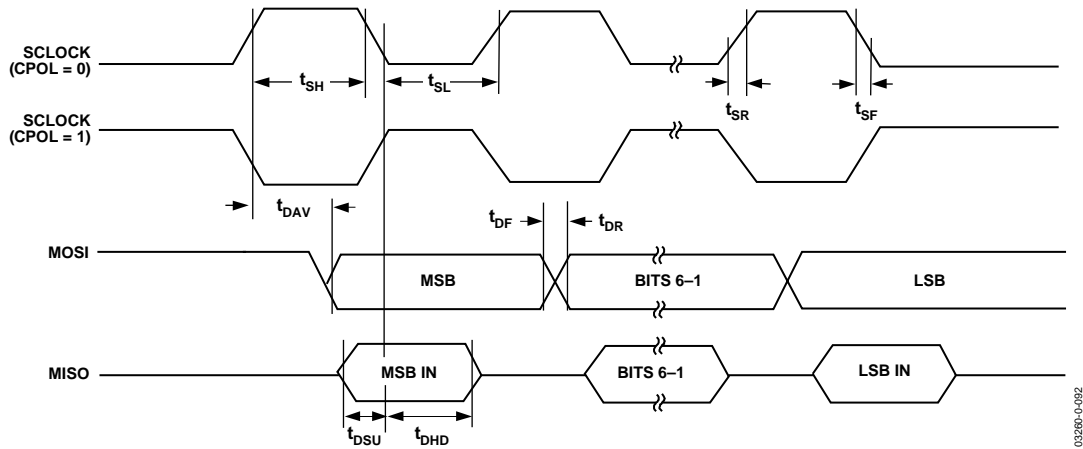 SCLOCK
(CPOL = 0)
tSH
tSL
tSR
tSF
SCLOCK
(CPOL = 1)
tDAV
tDF
tDR
MOSI
MSB
BITS 6–1
LSB
MISO
MSB IN
BITS 6–1
LSB IN
tDSU
tDHD
03260-0-092